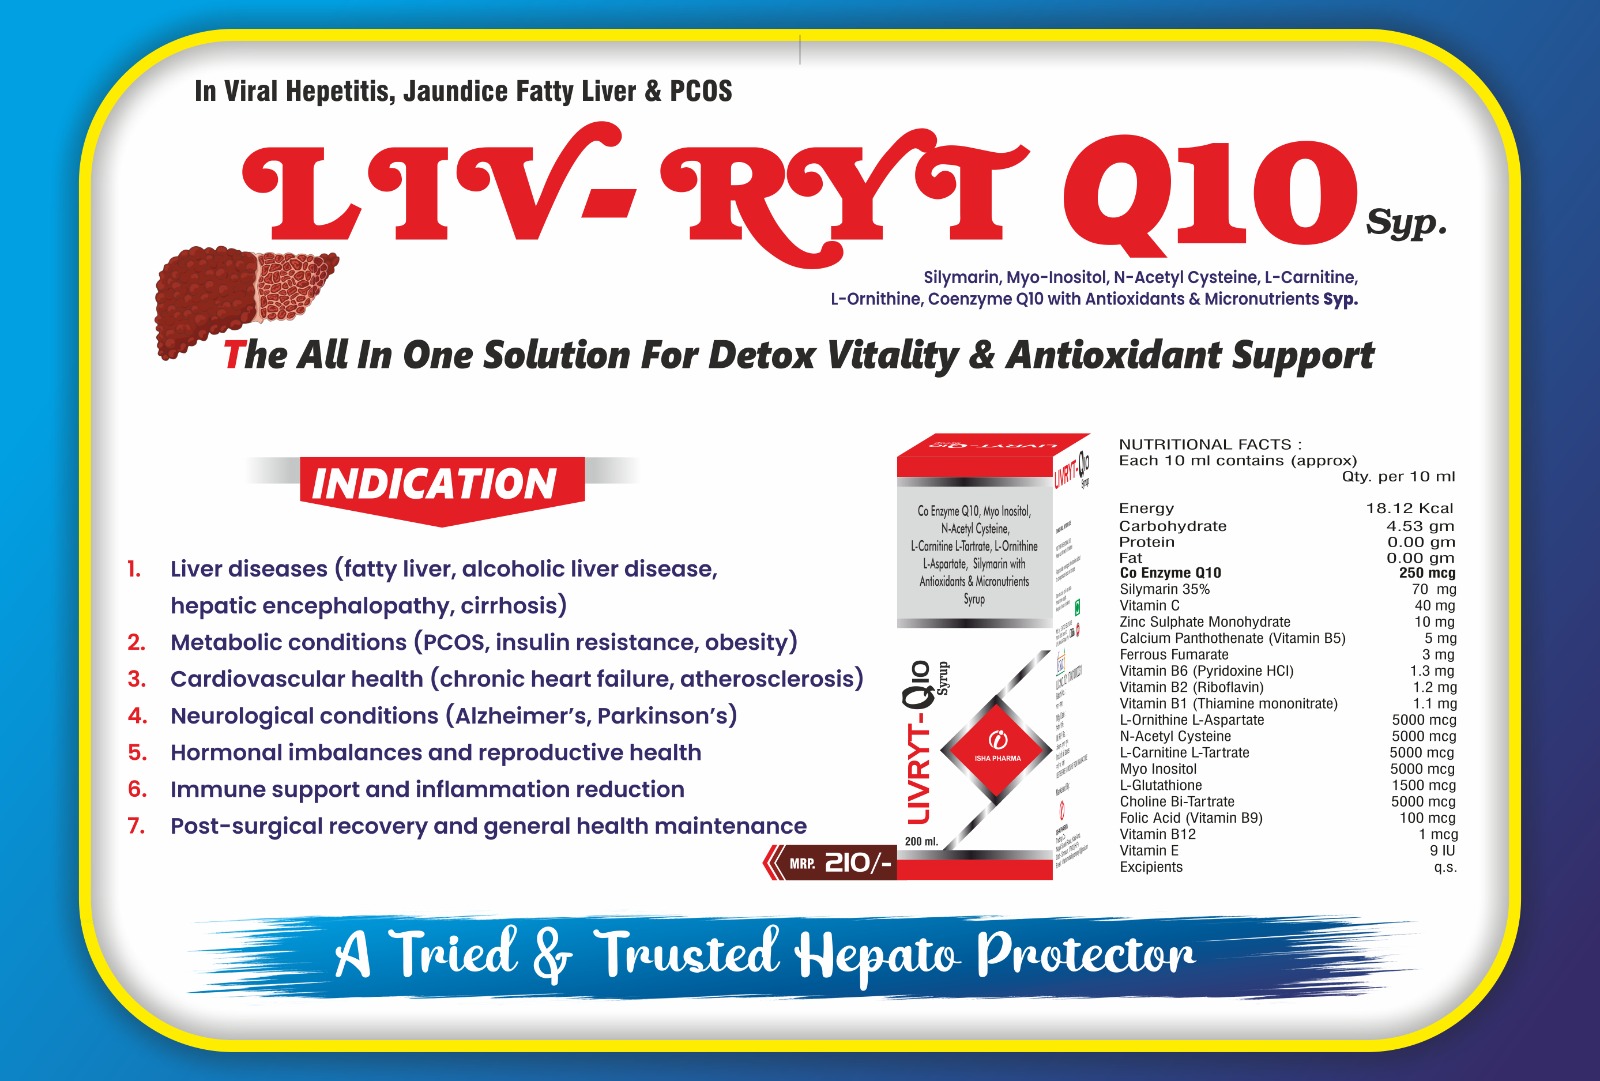 In Viral Hepetitis, Jaundice Fatty Liver & PCOS
LIV- RYT Q10 Syp.
Silymarin, Myo-Inositol, N-Acetyl Cysteine, L-Carnitine,
L-Ornithine, Coenzyme Q10 with Antioxidants & Micronutrients Syp.
The All In One Solution For Detox Vitality & Antioxidant Support
INDICATION
1. Liver diseases (fatty liver, alcoholic liver disease,
hepatic encephalopathy, cirrhosis)
2. Metabolic conditions (PCOS, insulin resistance, obesity)
3. Cardiovascular health (chronic heart failure, atherosclerosis)
4. Neurological conditions (Alzheimer's, Parkinson's)
5. Hormonal imbalances and reproductive health
6. Immune support and inflammation reduction
7. Post-surgical recovery and general health maintenance
MRP. 210/-
LIVRYT-Q10
LIVRYT-Q10
Syrup
Co Enzyme Q10, Myo Inositol,
N-Acetyl Cysteine,
L-Carnitine L-Tartrate, L-Ornithine
L-Aspartate, Silymarin with
Antioxidants & Micronutrients
Syrup
LIVRYT-Q10
Syrup
ISHA PHARMA
200 ml.
NUTRITIONAL FACTS :
Each 10 ml contains (approx)
Qty. per 10 ml
Energy 18.12 Kcal
Carbohydrate 4.53 gm
Protein 0.00 gm
Fat 0.00 gm
Co Enzyme Q10 250 mcg
Silymarin 35% 70 mg
Vitamin C 40 mg
Zinc Sulphate Monohydrate 10 mg
Calcium Panthothenate (Vitamin B5) 5 mg
Ferrous Fumarate 3 mg
Vitamin B6 (Pyridoxine HCl) 1.3 mg
Vitamin B2 (Riboflavin) 1.2 mg
Vitamin B1 (Thiamine mononitrate) 1.1 mg
L-Ornithine L-Aspartate 5000 mcg
N-Acetyl Cysteine 5000 mcg
L-Carnitine L-Tartrate 5000 mcg
Myo Inositol 5000 mcg
L-Glutathione 1500 mcg
Choline Bi-Tartrate 5000 mcg
Folic Acid (Vitamin B9) 100 mcg
Vitamin B12 1 mcg
Vitamin E 9 IU
Excipients q.s.
A Tried & Trusted Hepato Protector